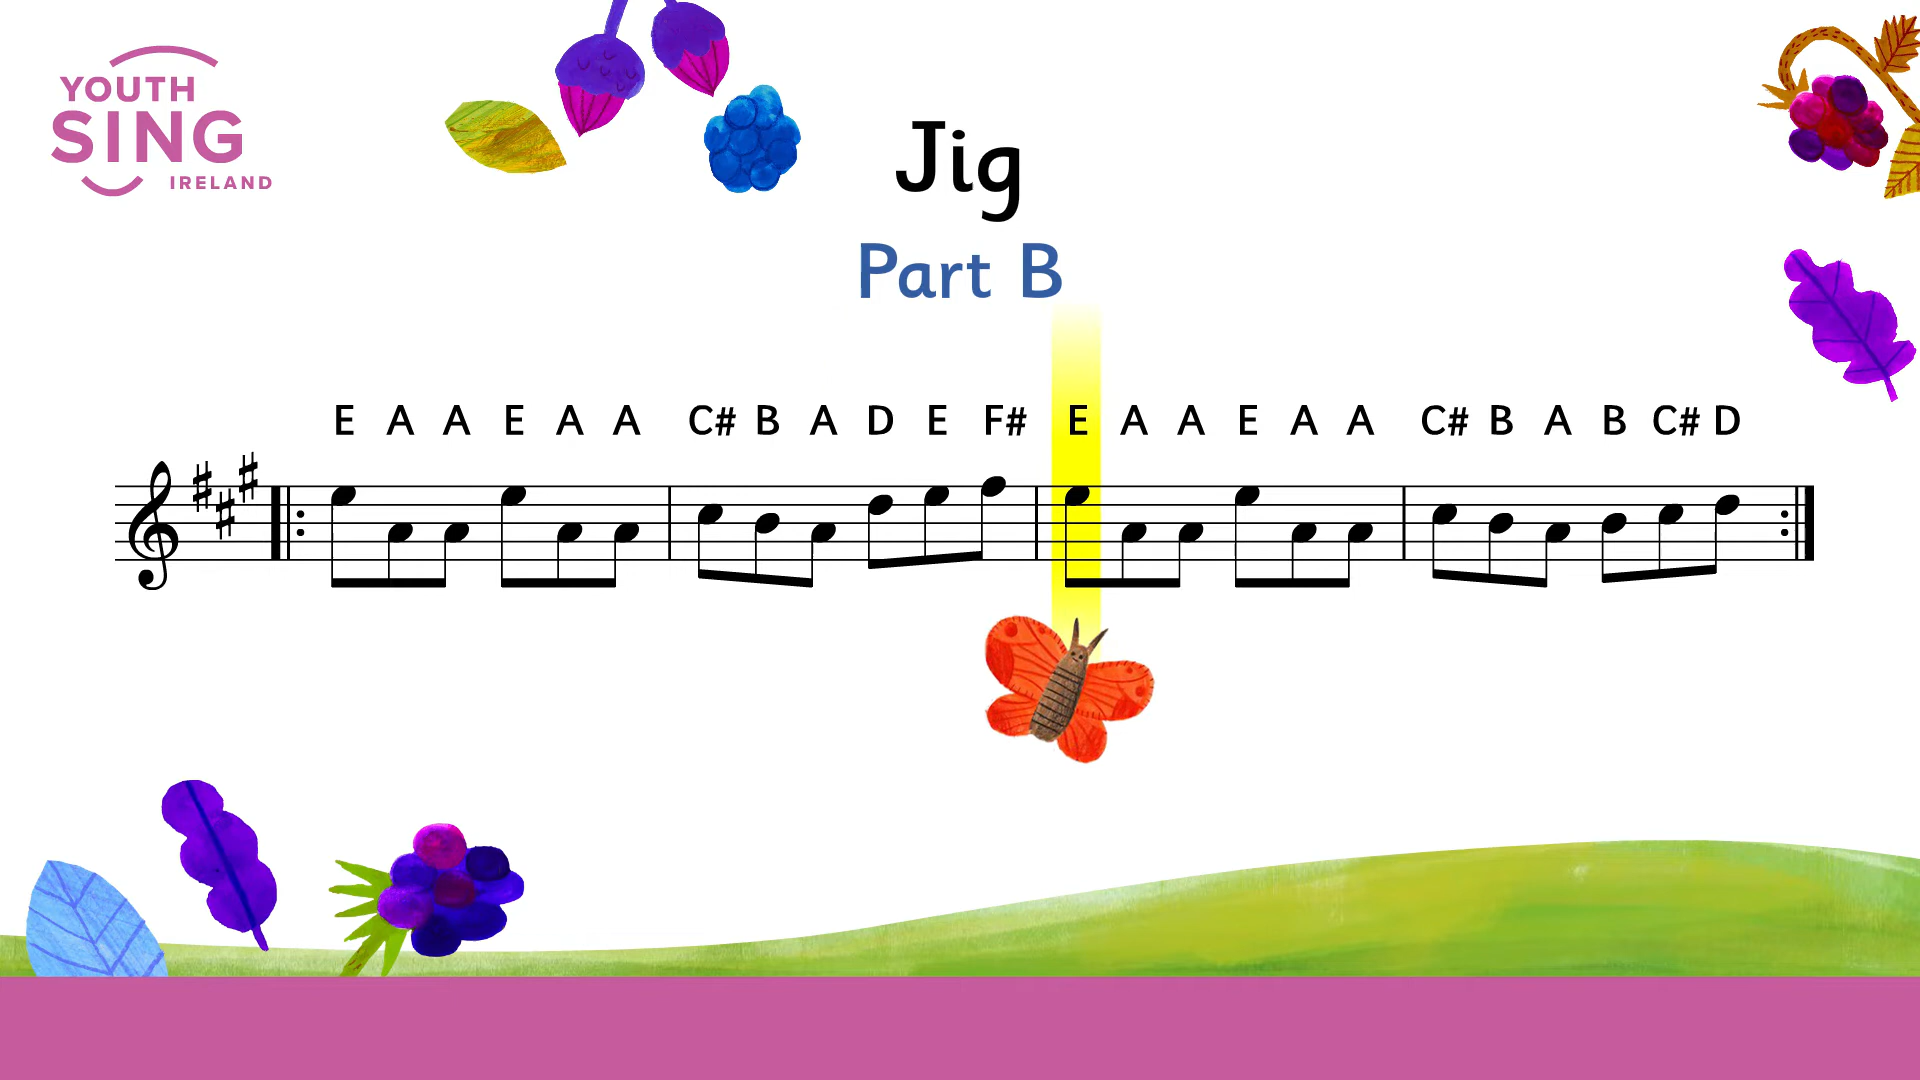 YOUTH
SING
IRELAND
Jig
Part B
E A A E A A C# B A D E F# E A A E A A C# B A B C# D